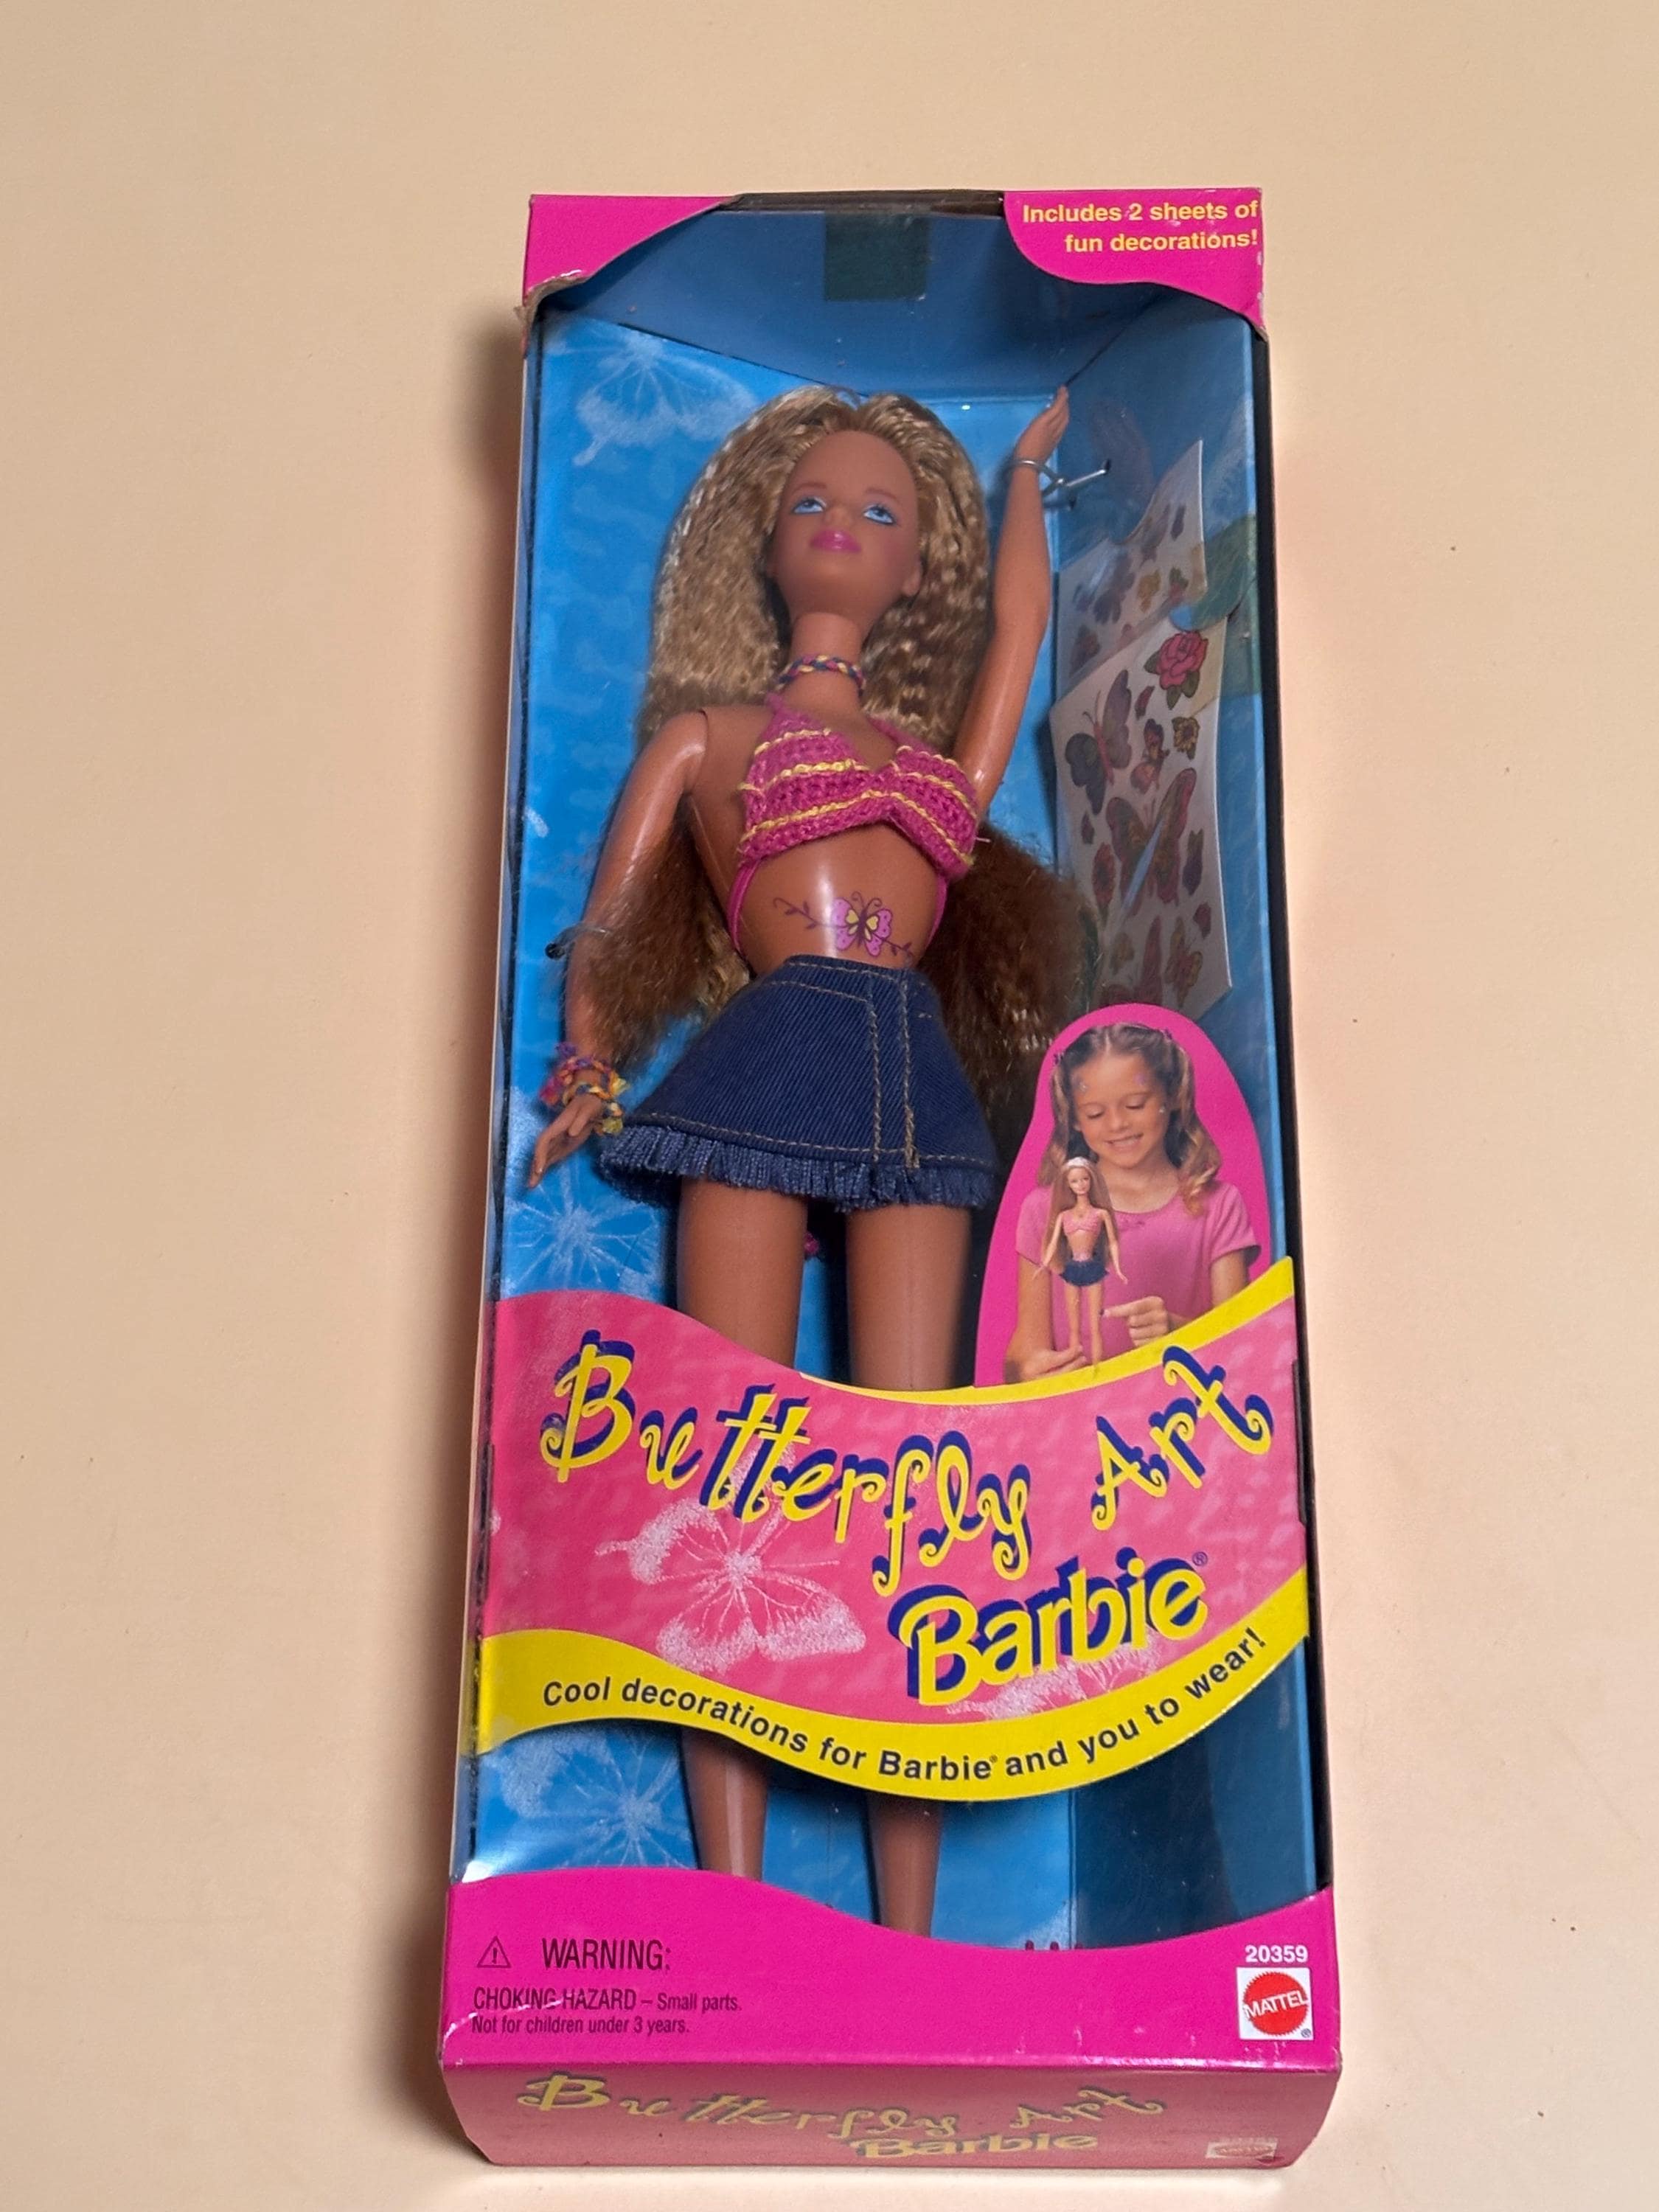 Includes 2 sheets of
fun decorations!
Butterfly Art
Barbie®
Cool decorations for Barbie® and you to wear!
WARNING:
CHOKING HAZARD – Small parts.
Not for children under 3 years.
20359
MATTEL®
Butterfly Art
Barbie